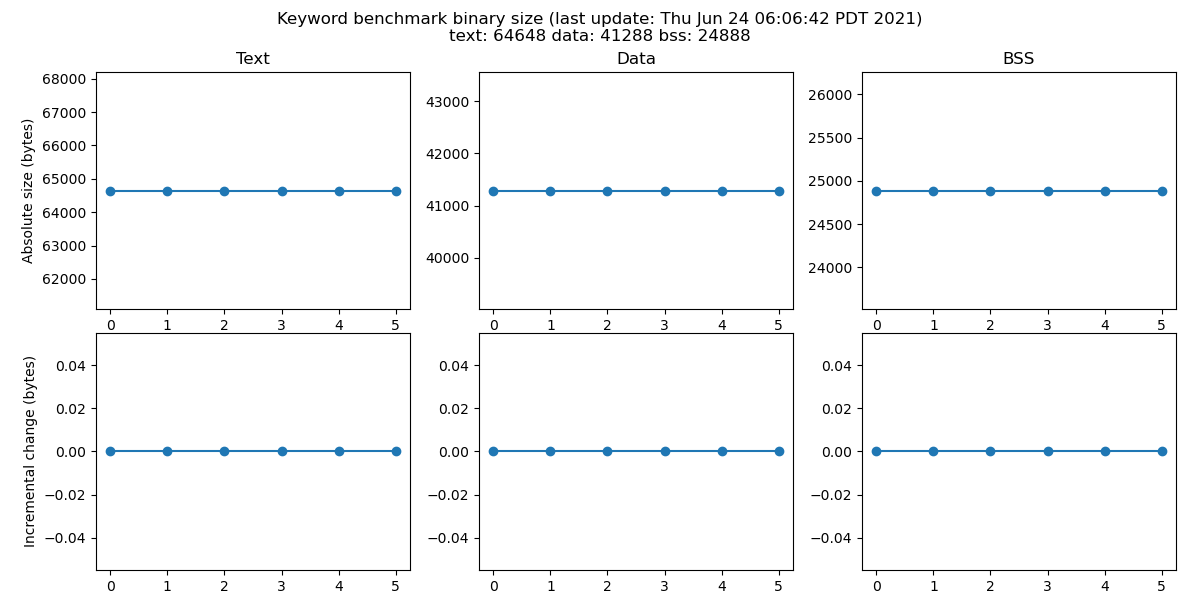 Keyword benchmark binary size (last update: Thu Jun 24 06:06:42 PDT 2021)
text: 64648 data: 41288 bss: 24888
Text
Data
BSS
Absolute size (bytes)
68000
67000
66000
65000
64000
63000
62000
0 1 2 3 4 5
43000
42000
41000
40000
0 1 2 3 4 5
26000
25500
25000
24500
24000
0 1 2 3 4 5
Incremental change (bytes)
0.04
0.02
0.00
−0.02
−0.04
0 1 2 3 4 5
0.04
0.02
0.00
−0.02
−0.04
0 1 2 3 4 5
0.04
0.02
0.00
−0.02
−0.04
0 1 2 3 4 5